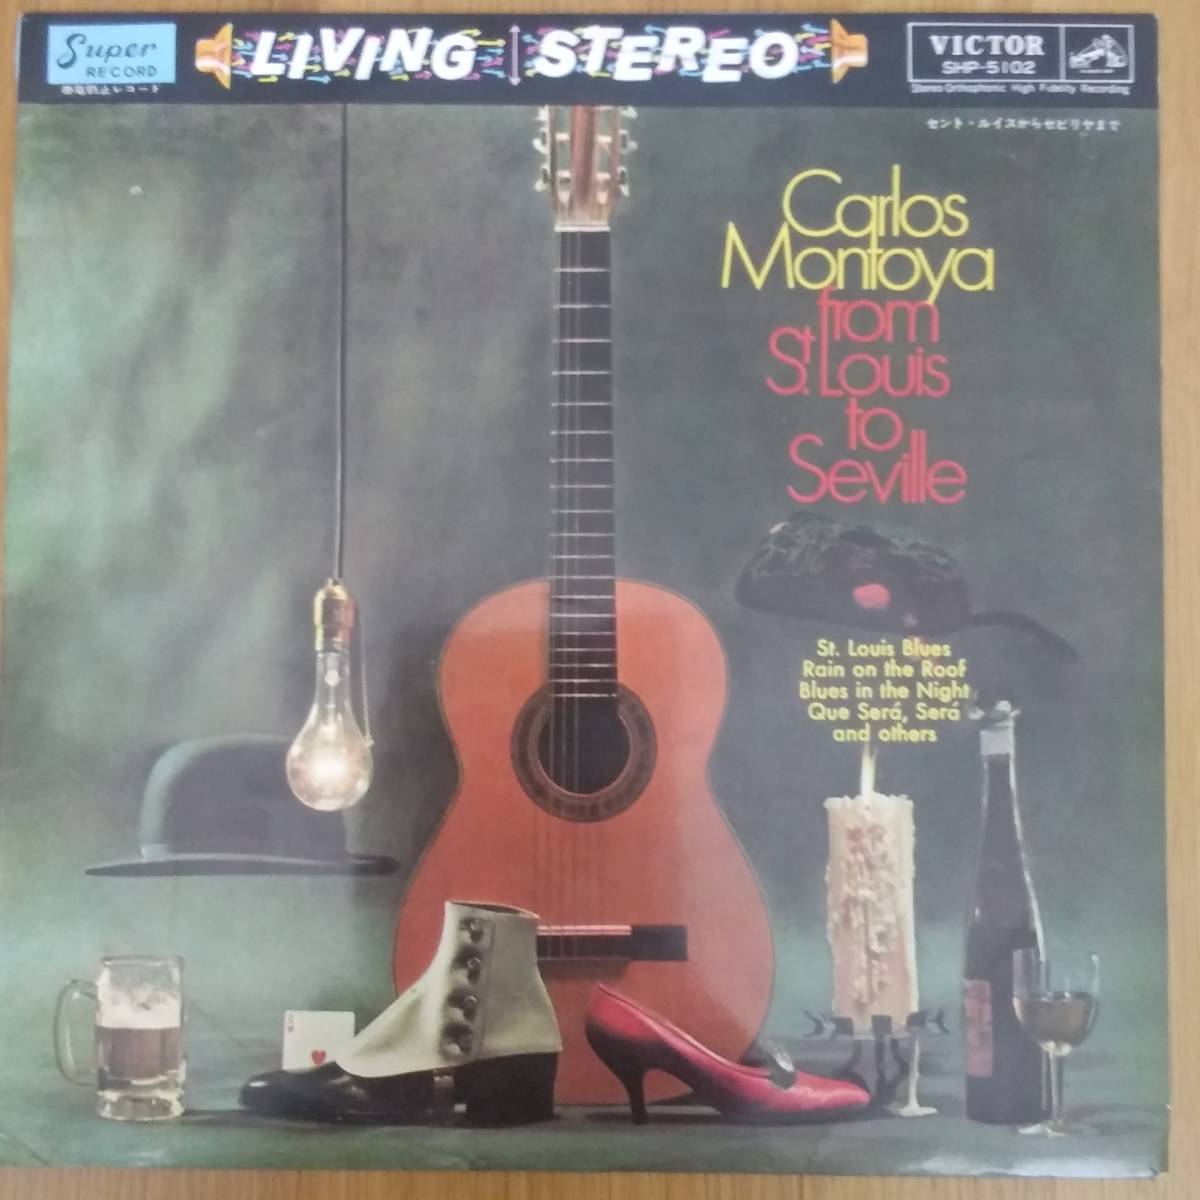 Super
RECORD
LIVING STEREO
VICTOR
SHP-5102
Stereo Orthophonic High Fidelity Recording
セント・ルイスからセビリヤまで
Carlos
Montoya
from
St. Louis
to
Seville
St. Louis Blues
Rain on the Roof
Blues in the Night
Que Será, Será
and others